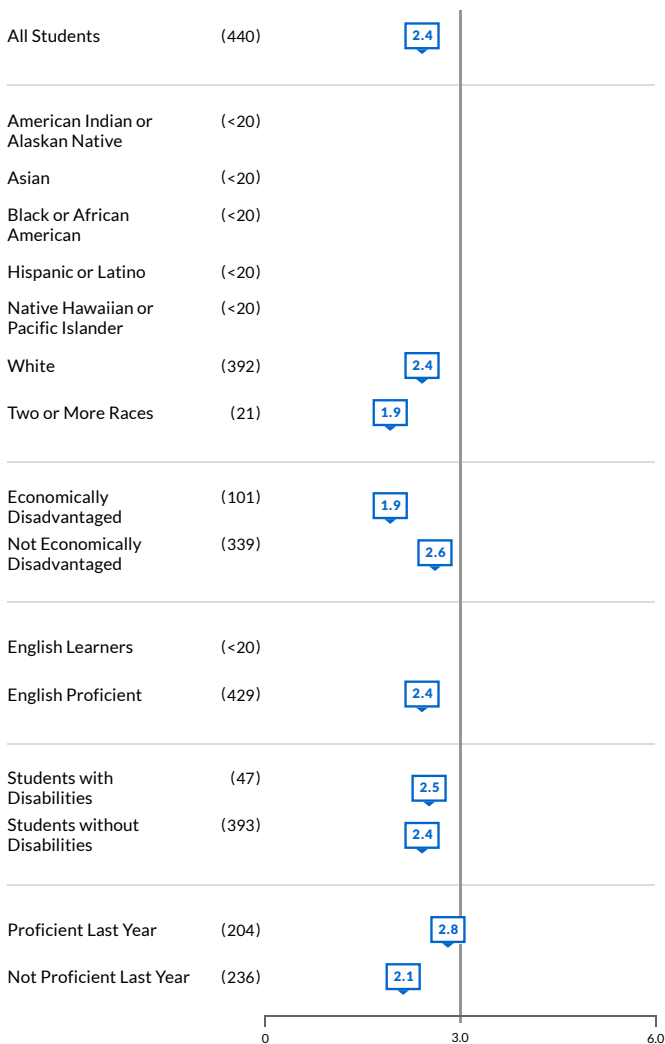 All Students (440) 2.4
American Indian or (<20)
Alaskan Native
Asian (<20)
Black or African (<20)
American
Hispanic or Latino (<20)
Native Hawaiian or (<20)
Pacific Islander
White (392) 2.4
Two or More Races (21) 1.9
Economically (101) 1.9
Disadvantaged
Not Economically (339) 2.6
Disadvantaged
English Learners (<20)
English Proficient (429) 2.4
Students with (47) 2.5
Disabilities
Students without (393) 2.4
Disabilities
Proficient Last Year (204) 2.8
Not Proficient Last Year (236) 2.1
0 3.0 6.0